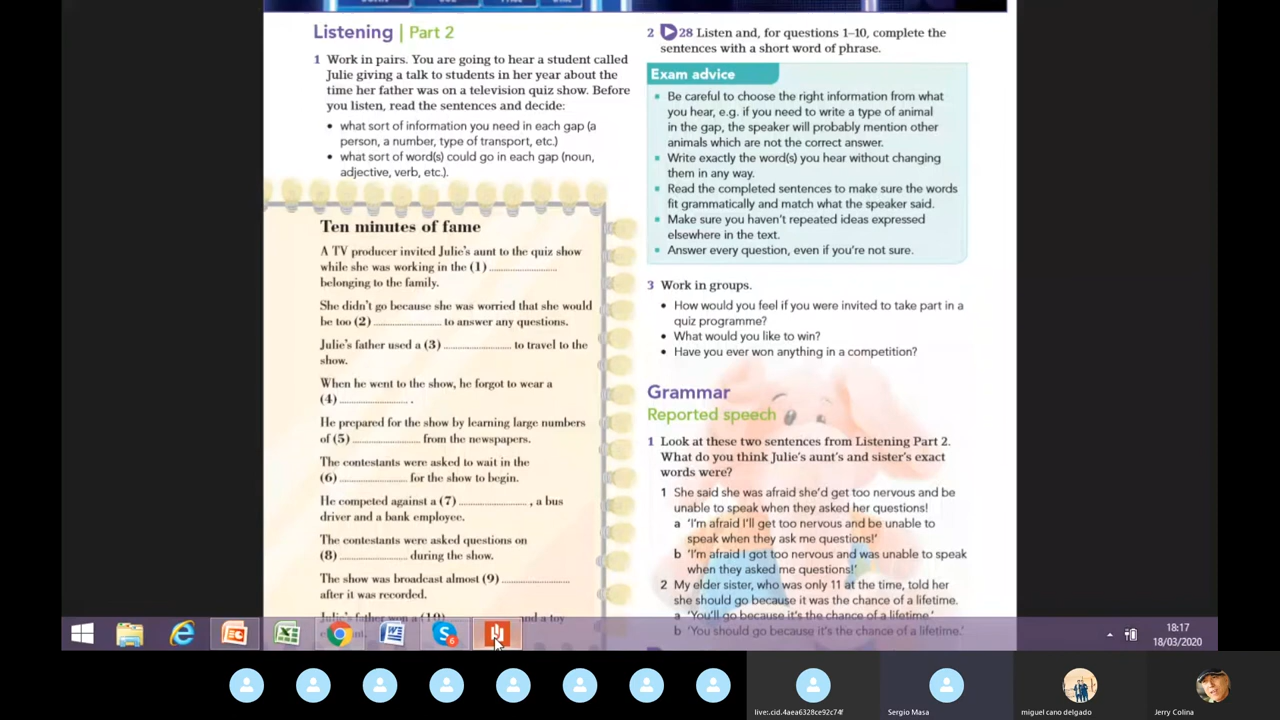 Listening | Part 2
1 Work in pairs. You are going to hear a student called
Julie giving a talk to students in her year about the
time her father was on a television quiz show. Before
you listen, read the sentences and decide:
• what sort of information you need in each gap (a
person, a number, type of transport, etc.)
• what sort of word(s) could go in each gap (noun,
adjective, verb, etc.).
Ten minutes of fame
A TV producer invited Julie's aunt to the quiz show
while she was working in the (1) ........................
belonging to the family.
She didn't go because she was worried that she would
be too (2) ........................ to answer any questions.
Julie's father used a (3) ........................ to travel to the
show.
When he went to the show, he forgot to wear a
(4) ........................ .
He prepared for the show by learning large numbers
of (5) ........................ from the newspapers.
The contestants were asked to wait in the
(6) ........................ for the show to begin.
He competed against a (7) ........................ , a bus
driver and a bank employee.
The contestants were asked questions on
(8) ........................ during the show.
The show was broadcast almost (9) ........................
after it was recorded.
Julie's father won a (10) and a toy
2 28 Listen and, for questions 1–10, complete the
sentences with a short word of phrase.
Exam advice
• Be careful to choose the right information from what
you hear, e.g. if you need to write a type of animal
in the gap, the speaker will probably mention other
animals which are not the correct answer.
• Write exactly the word(s) you hear without changing
them in any way.
• Read the completed sentences to make sure the words
fit grammatically and match what the speaker said.
• Make sure you haven't repeated ideas expressed
elsewhere in the text.
• Answer every question, even if you're not sure.
3 Work in groups.
• How would you feel if you were invited to take part in a
quiz programme?
• What would you like to win?
• Have you ever won anything in a competition?
Grammar
Reported speech
1 Look at these two sentences from Listening Part 2.
What do you think Julie's aunt's and sister's exact
words were?
1 She said she was afraid she'd get too nervous and be
unable to speak when they asked her questions!
a 'I'm afraid I'll get too nervous and be unable to
speak when they ask me questions!'
b 'I'm afraid I got too nervous and was unable to speak
when they asked me questions!'
2 My elder sister, who was only 11 at the time, told her
she should go because it was the chance of a lifetime.
a 'You'll go because it's the chance of a lifetime.'
b 'You should go because it's the chance of a lifetime.'
6
18:17
18/03/2020
live:.cid.4aea6328ce92c74f
Sergio Masa
miguel cano delgado
Jerry Colina